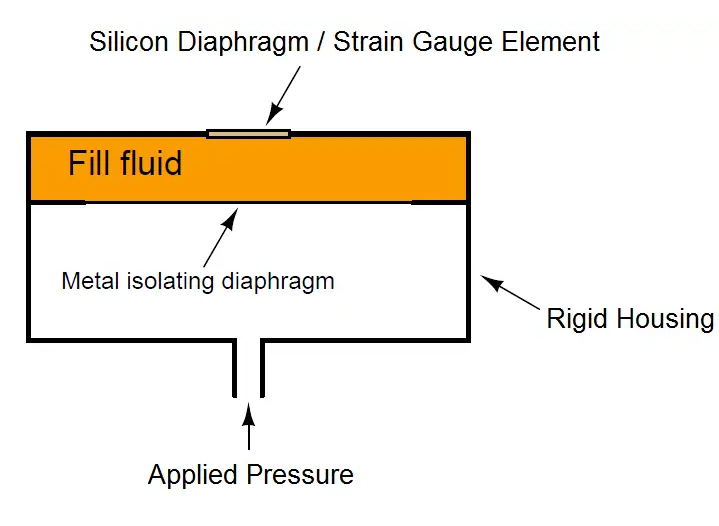 Silicon Diaphragm / Strain Gauge Element
Fill fluid
Metal isolating diaphragm
Rigid Housing
Applied Pressure